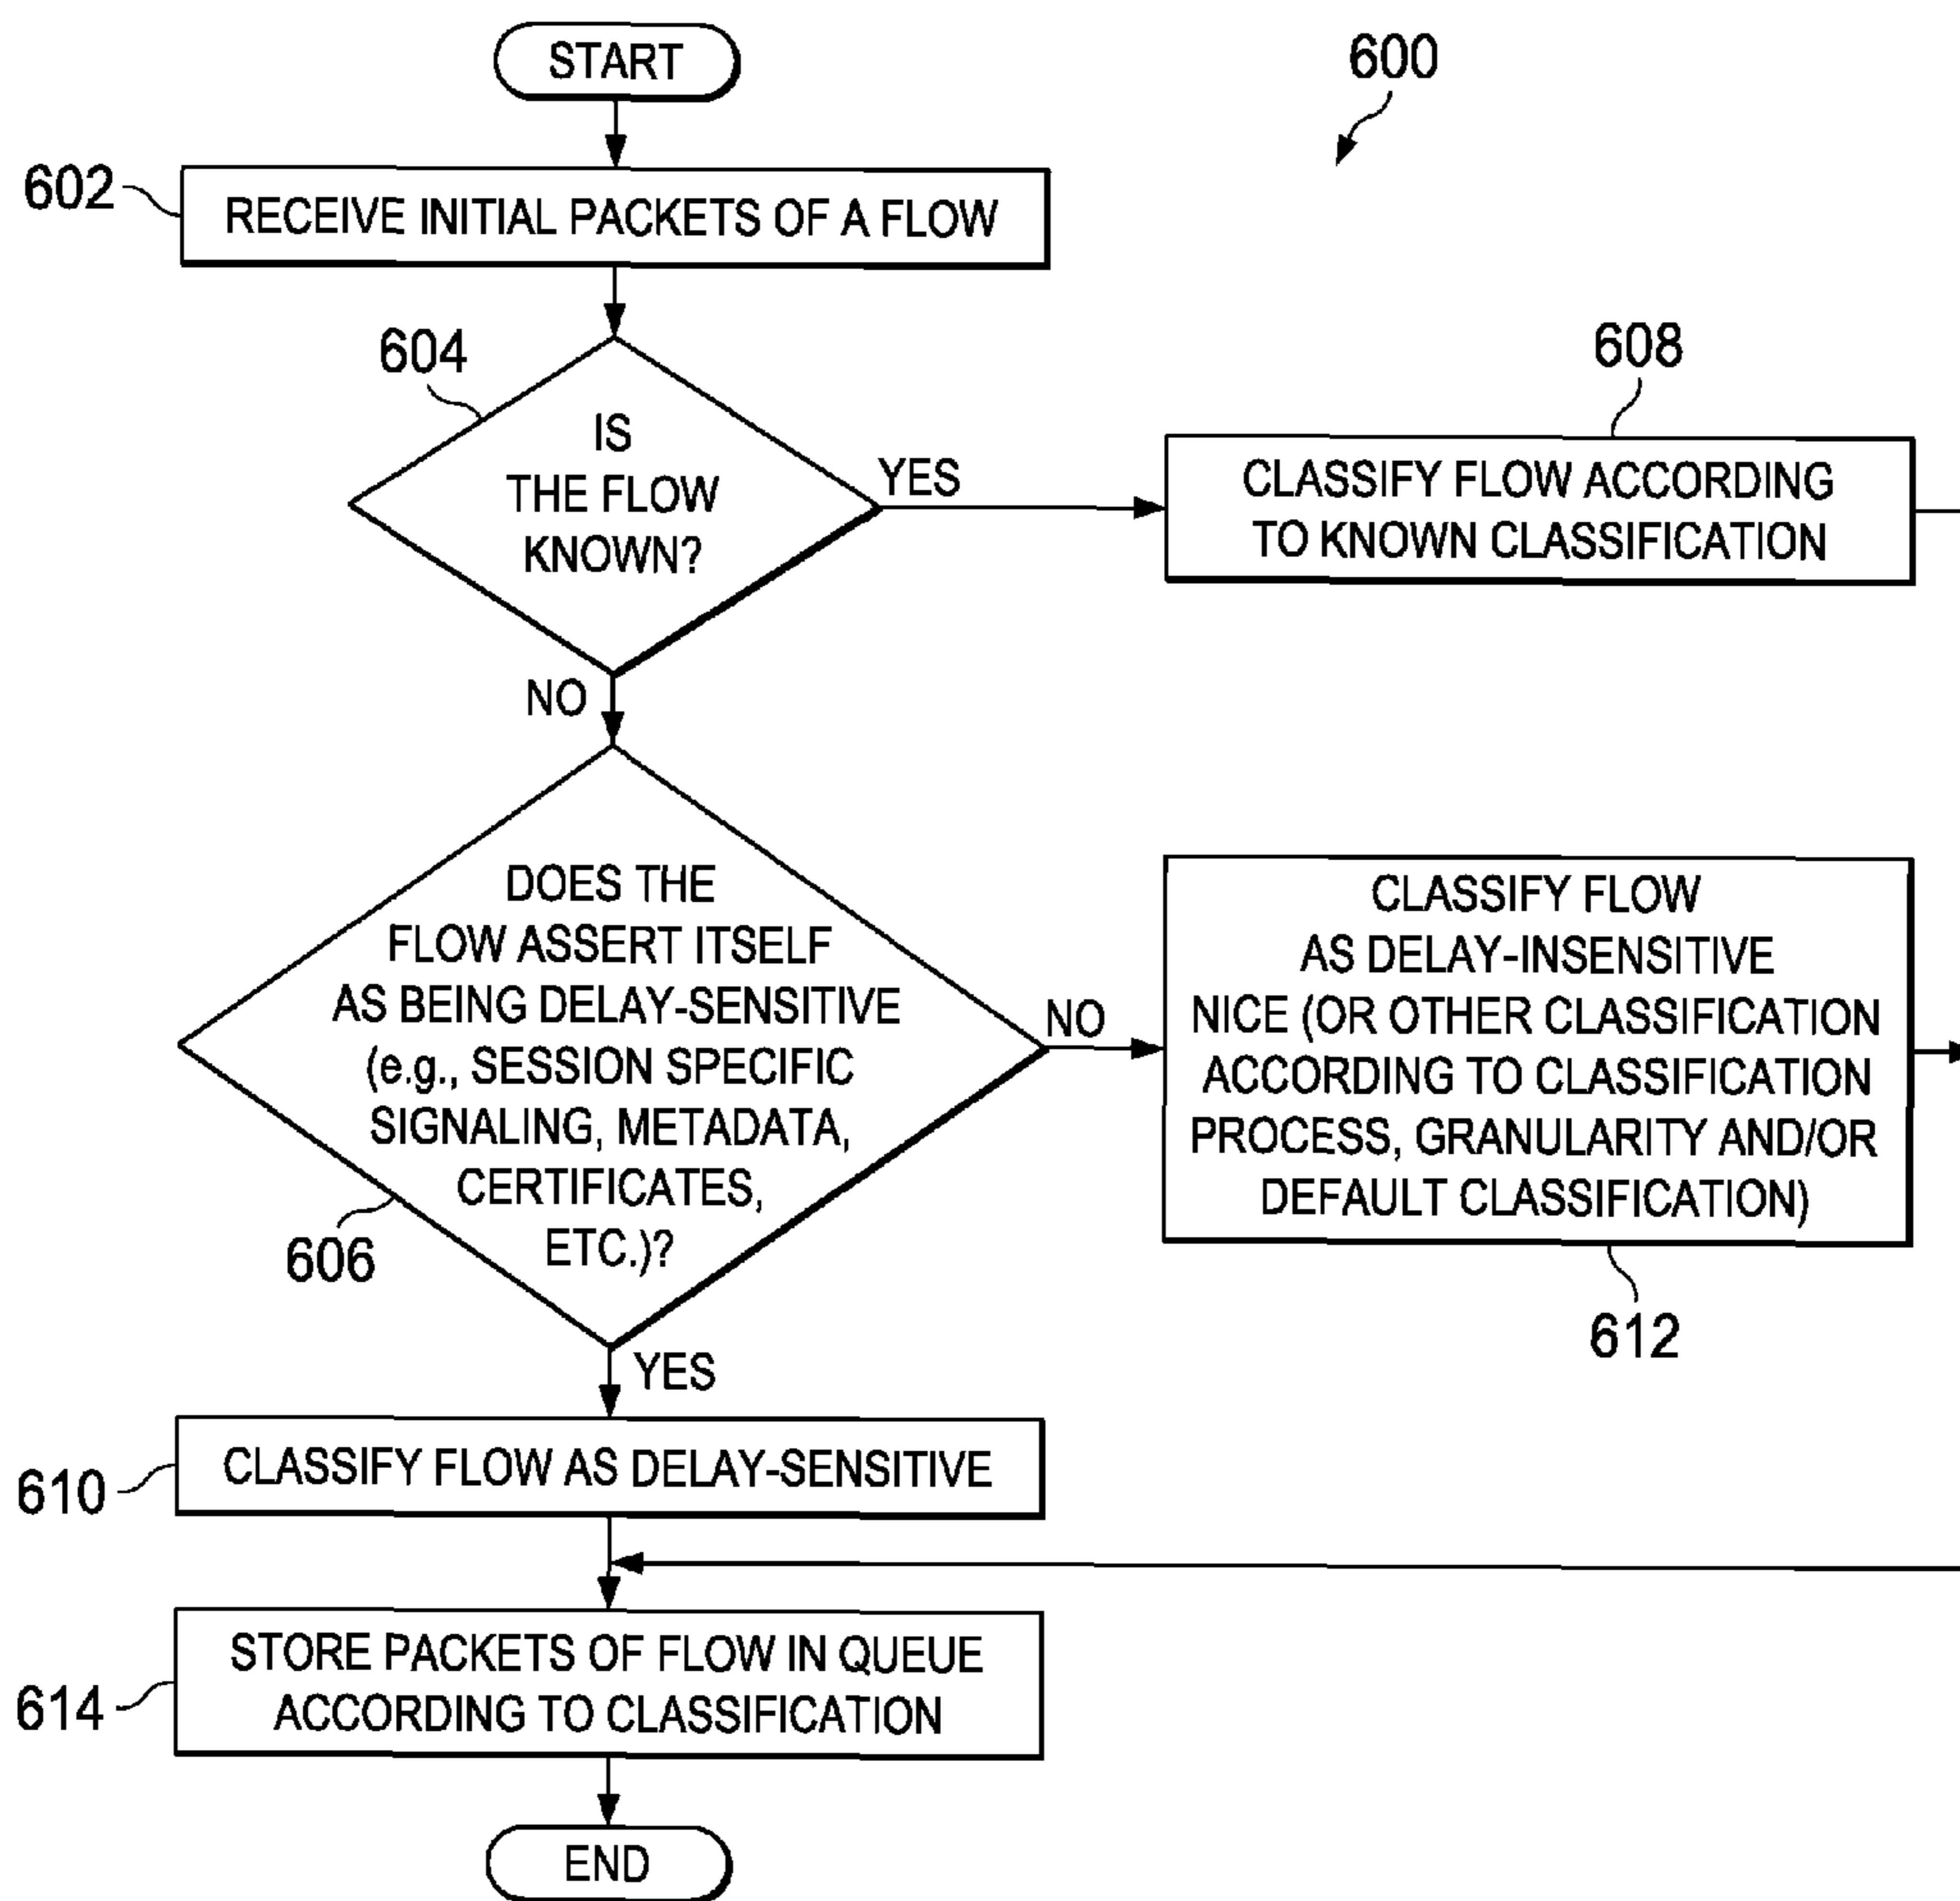 START
600
602
RECEIVE INITIAL PACKETS OF A FLOW
604
IS
THE FLOW
KNOWN?
YES
608
CLASSIFY FLOW ACCORDING
TO KNOWN CLASSIFICATION
NO
DOES THE
FLOW ASSERT ITSELF
AS BEING DELAY-SENSITIVE
(e.g., SESSION SPECIFIC
SIGNALING, METADATA,
CERTIFICATES,
ETC.)?
606
NO
CLASSIFY FLOW
AS DELAY-INSENSITIVE
NICE (OR OTHER CLASSIFICATION
ACCORDING TO CLASSIFICATION
PROCESS, GRANULARITY AND/OR
DEFAULT CLASSIFICATION)
612
YES
610
CLASSIFY FLOW AS DELAY-SENSITIVE
614
STORE PACKETS OF FLOW IN QUEUE
ACCORDING TO CLASSIFICATION
END